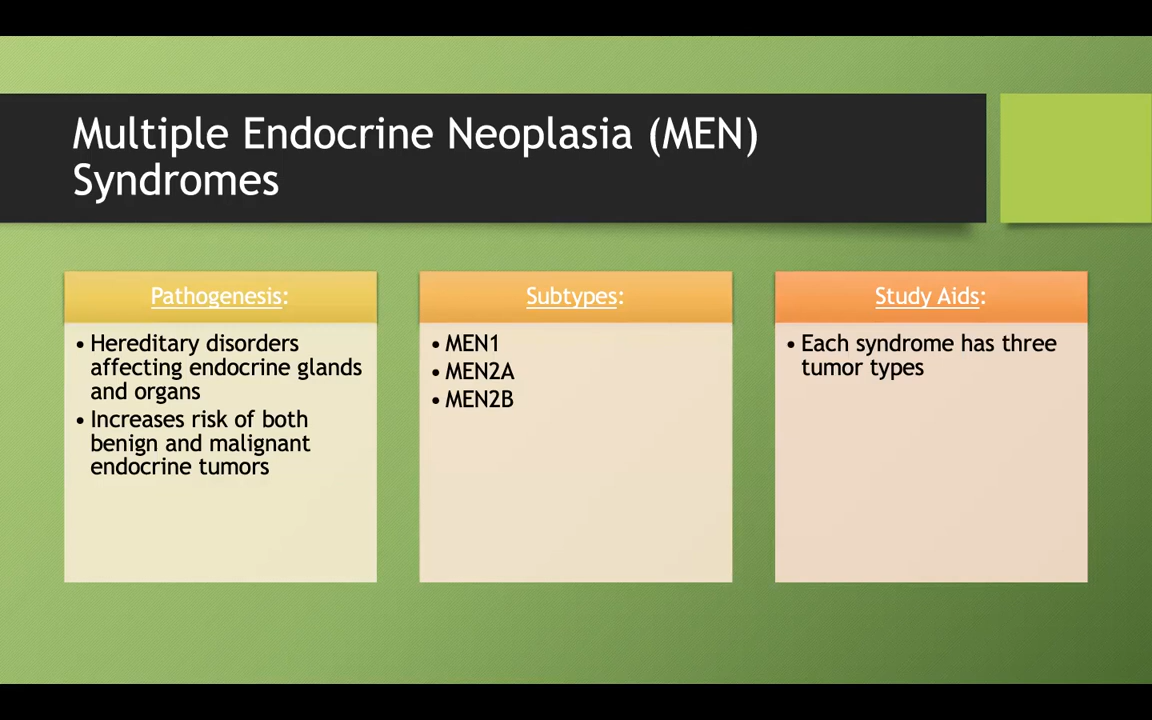 Multiple Endocrine Neoplasia (MEN)
Syndromes
Pathogenesis:
• Hereditary disorders
affecting endocrine glands
and organs
• Increases risk of both
benign and malignant
endocrine tumors
Subtypes:
• MEN1
• MEN2A
• MEN2B
Study Aids:
• Each syndrome has three
tumor types